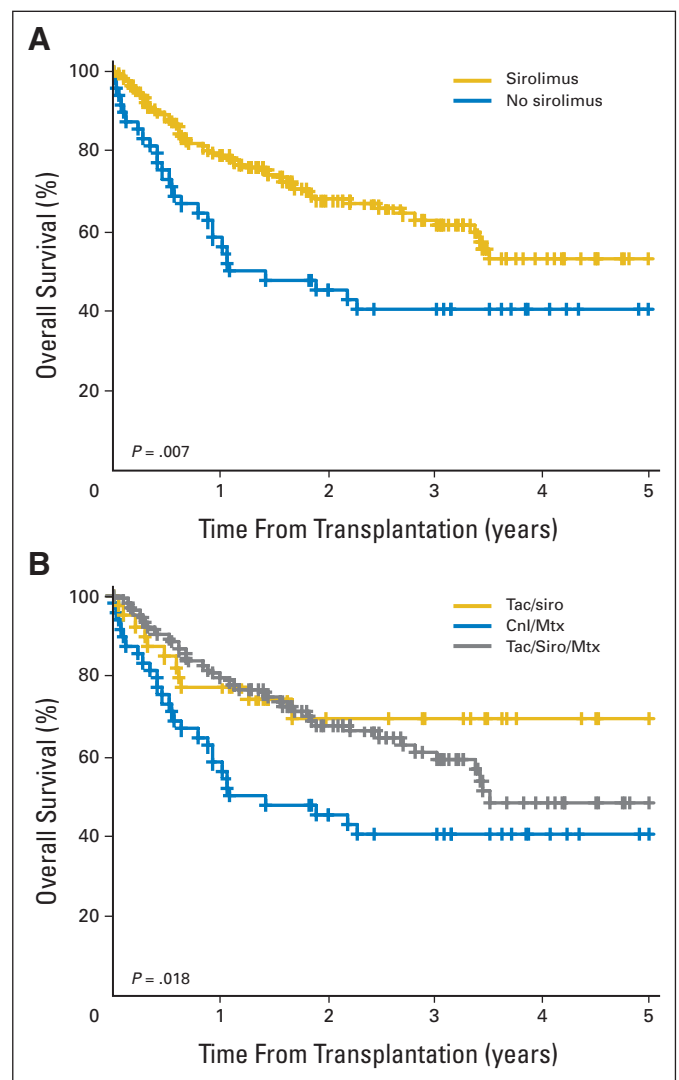 A
100
80
60
40
20
0
1
2
3
4
5
Overall Survival (%)
Time From Transplantation (years)
Sirolimus
No sirolimus
P = .007
B
100
80
60
40
20
0
1
2
3
4
5
Overall Survival (%)
Time From Transplantation (years)
Tac/siro
Cnl/Mtx
Tac/Siro/Mtx
P = .018